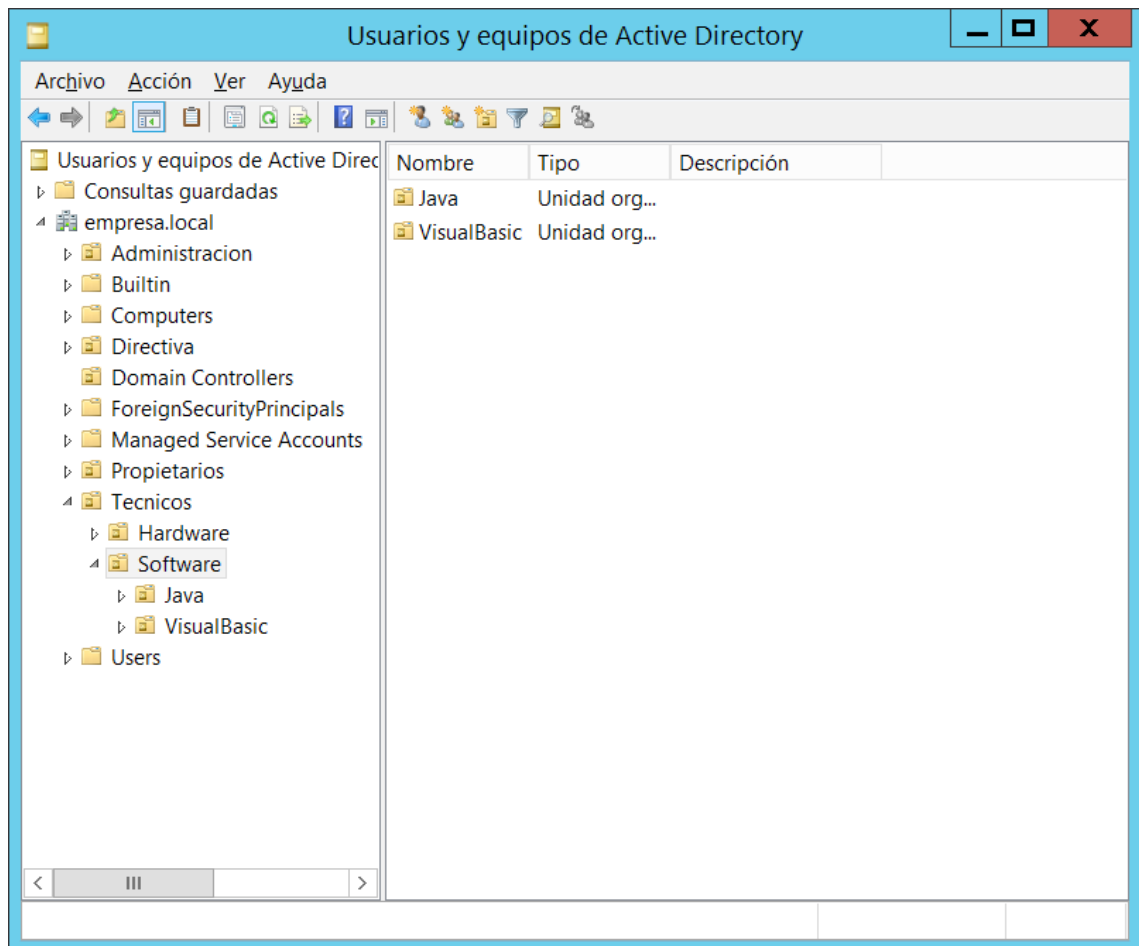 Usuarios y equipos de Active Directory
Archivo Acción Ver Ayuda
Usuarios y equipos de Active Direc
Consultas guardadas
empresa.local
Administracion
Builtin
Computers
Directiva
Domain Controllers
ForeignSecurityPrincipals
Managed Service Accounts
Propietarios
Tecnicos
Hardware
Software
Java
VisualBasic
Users
Nombre Tipo Descripción
Java Unidad org...
VisualBasic Unidad org...